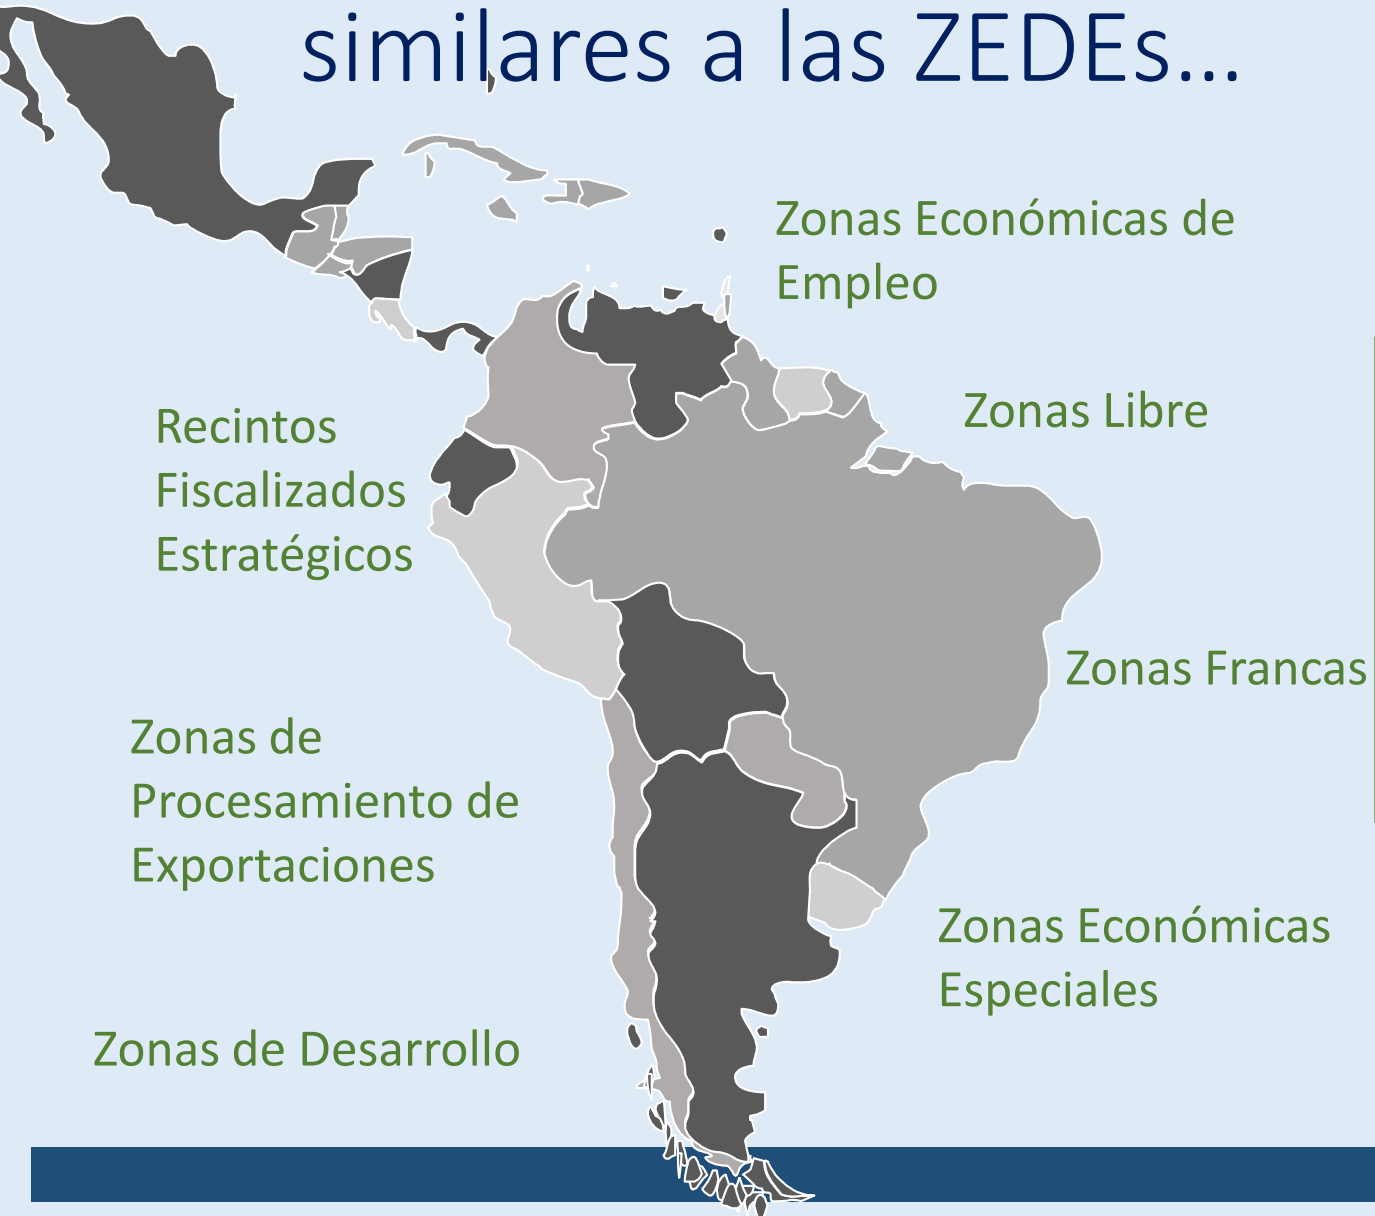 similares a las ZEDEs...
Zonas Económicas de
Empleo
Zonas Libre
Recintos
Fiscalizados
Estratégicos
Zonas Francas
Zonas de
Procesamiento de
Exportaciones
Zonas Económicas
Especiales
Zonas de Desarrollo